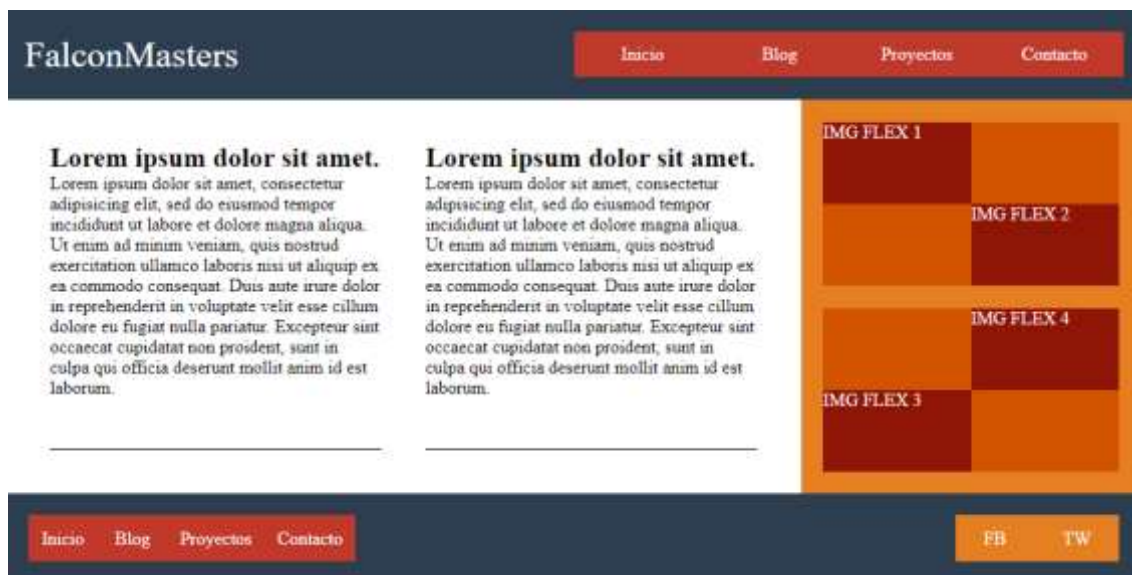 FalconMasters
Inicio Blog Proyectos Contacto
Lorem ipsum dolor sit amet.
Lorem ipsum dolor sit amet, consectetur
adipisicing elit, sed do eiusmod tempor
incididunt ut labore et dolore magna aliqua.
Ut enim ad minim veniam, quis nostrud
exercitation ullamco laboris nisi ut aliquip ex
ea commodo consequat. Duis aute irure dolor
in reprehenderit in voluptate velit esse cillum
dolore eu fugiat nulla pariatur. Excepteur sint
occaecat cupidatat non proident, sunt in
culpa qui officia deserunt mollit anim id est
laborum.
Lorem ipsum dolor sit amet.
Lorem ipsum dolor sit amet, consectetur
adipisicing elit, sed do eiusmod tempor
incididunt ut labore et dolore magna aliqua.
Ut enim ad minim veniam, quis nostrud
exercitation ullamco laboris nisi ut aliquip ex
ea commodo consequat. Duis aute irure dolor
in reprehenderit in voluptate velit esse cillum
dolore eu fugiat nulla pariatur. Excepteur sint
occaecat cupidatat non proident, sunt in
culpa qui officia deserunt mollit anim id est
laborum.
IMG FLEX 1
IMG FLEX 2
IMG FLEX 4
IMG FLEX 3
Inicio Blog Proyectos Contacto
FB TW